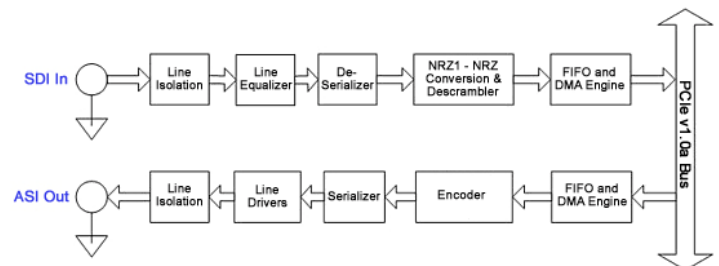 SDI In
Line
Isolation
Line
Equalizer
De-
Serializer
NRZ1 - NRZ
Conversion &
Descrambler
FIFO and
DMA Engine
PCIe v1.0a Bus
ASI Out
Line
Isolation
Line
Drivers
Serializer
Encoder
FIFO and
DMA Engine